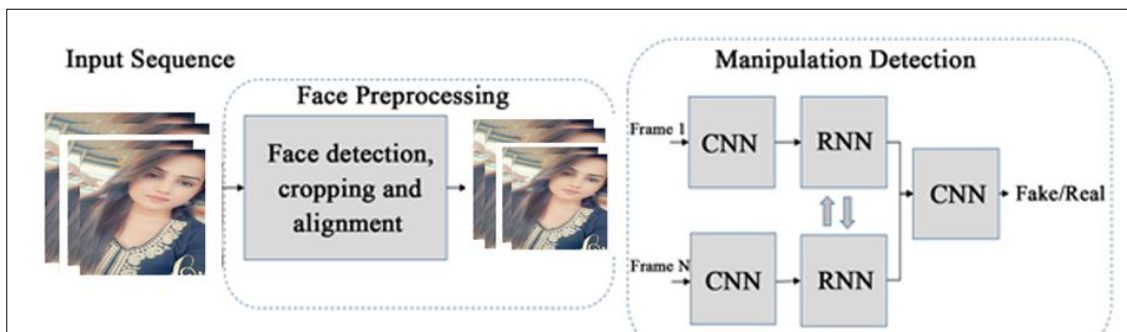 Input Sequence
Face Preprocessing
Face detection,
cropping and
alignment
Manipulation Detection
Frame 1
CNN
RNN
CNN
Fake/Real
Frame N
CNN
RNN